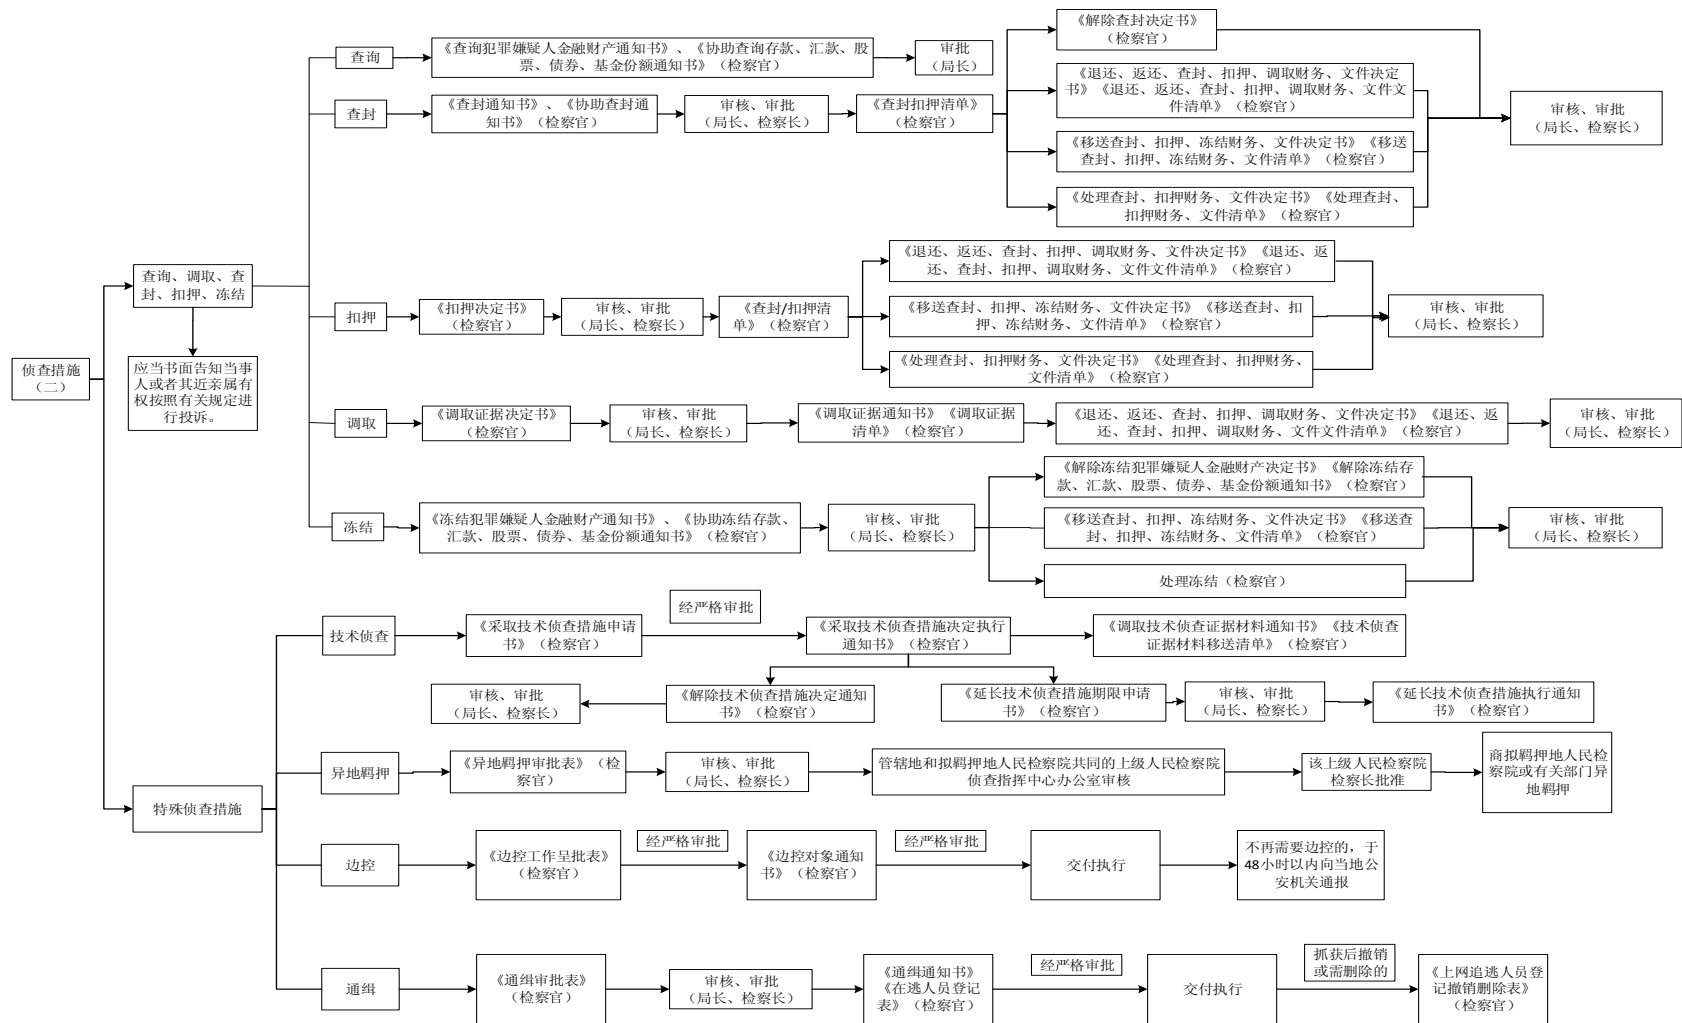 侦查措施
（二）
查询、调取、查
封、扣押、冻结
应当书面告知当事
人或者其近亲属有
权按照有关规定进
行投诉。
查询
《查询犯罪嫌疑人金融财产通知书》、《协助查询存款、汇款、股
票、债券、基金份额通知书》（检察官）
审批
（局长）
查封
《查封通知书》、《协助查封通
知书》（检察官）
审核、审批
（局长、检察长）
《查封扣押清单》
（检察官）
《解除查封决定书》
（检察官）
《退还、返还、查封、扣押、调取财务、文件决定
书》《退还、返还、查封、扣押、调取财务、文件文
件清单》（检察官）
《移送查封、扣押、冻结财务、文件决定书》《移送
查封、扣押、冻结财务、文件清单》（检察官）
《处理查封、扣押财务、文件决定书》《处理查封、
扣押财务、文件清单》（检察官）
审核、审批
（局长、检察长）
扣押
《扣押决定书》
（检察官）
审核、审批
（局长、检察长）
《查封/扣押清
单》（检察官）
《退还、返还、查封、扣押、调取财务、文件决定书》《退还、返
还、查封、扣押、调取财务、文件文件清单》（检察官）
《移送查封、扣押、冻结财务、文件决定书》《移送查封、扣
押、冻结财务、文件清单》（检察官）
《处理查封、扣押财务、文件决定书》《处理查封、扣押财务、
文件清单》（检察官）
审核、审批
（局长、检察长）
调取
《调取证据决定书》
（检察官）
审核、审批
（局长、检察长）
《调取证据通知书》《调取证据
清单》（检察官）
《退还、返还、查封、扣押、调取财务、文件决定书》《退还、返
还、查封、扣押、调取财务、文件文件清单》（检察官）
审核、审批
（局长、检察长）
冻结
《冻结犯罪嫌疑人金融财产通知书》、《协助冻结存款、
汇款、股票、债券、基金份额通知书》（检察官）
审核、审批
（局长、检察长）
《解除冻结犯罪嫌疑人金融财产决定书》《解除冻结存
款、汇款、股票、债券、基金份额通知书》（检察官）
《移送查封、扣押、冻结财务、文件决定书》《移送查
封、扣押、冻结财务、文件清单》（检察官）
处理冻结（检察官）
审核、审批
（局长、检察长）
特殊侦查措施
技术侦查
《采取技术侦查措施申请
书》（检察官）
经严格审批
《采取技术侦查措施决定执行
通知书》（检察官）
《调取技术侦查证据材料通知书》《技术侦查
证据材料移送清单》（检察官）
审核、审批
（局长、检察长）
《解除技术侦查措施决定通知
书》（检察官）
《延长技术侦查措施期限申请
书》（检察官）
审核、审批
（局长、检察长）
《延长技术侦查措施执行通知
书》（检察官）
异地羁押
《异地羁押审批表》（检
察官）
审核、审批
（局长、检察长）
管辖地和拟羁押地人民检察院共同的上级人民检察院
侦查指挥中心办公室审核
该上级人民检察院
检察长批准
商拟羁押地人民检
察院或有关部门异
地羁押
边控
《边控工作呈批表》
（检察官）
经严格审批
《边控对象通知
书》（检察官）
经严格审批
交付执行
不再需要边控的，于
48小时以内向当地公
安机关通报
通缉
《通缉审批表》
（检察官）
审核、审批
（局长、检察长）
《通缉通知书》
《在逃人员登记
表》（检察官）
经严格审批
交付执行
抓获后撤销
或需删除的
《上网追逃人员登
记撤销删除表》
（检察官）